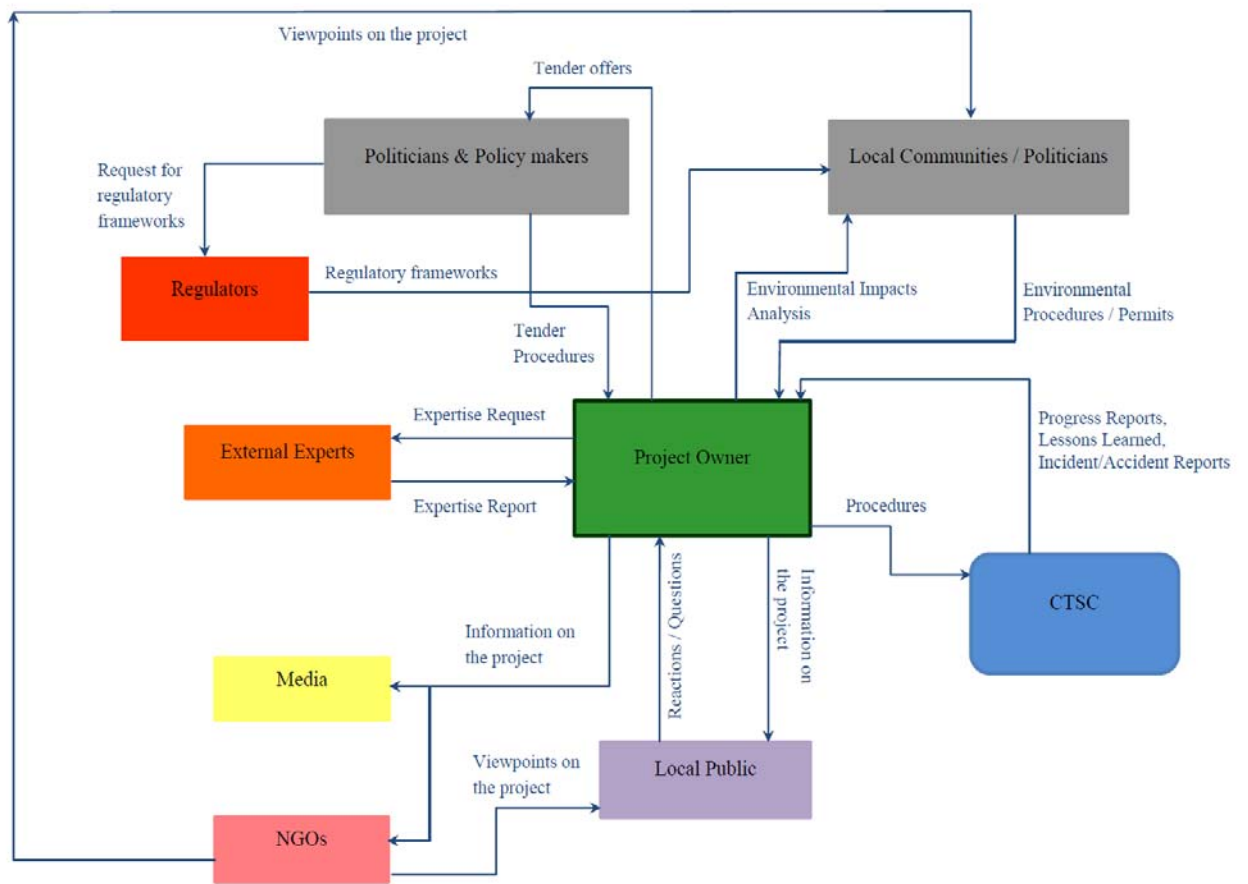 Viewpoints on the project
Tender offers
Politicians & Policy makers
Local Communities / Politicians
Request for
regulatory
frameworks
Regulators
Regulatory frameworks
Environmental Impacts
Analysis
Environmental
Procedures / Permits
Tender
Procedures
Expertise Request
External Experts
Expertise Report
Project Owner
Progress Reports,
Lessons Learned,
Incident/Accident Reports
Procedures
CTSC
Information on
the project
Media
Reactions / Questions
Information on
the project
Viewpoints on
the project
Local Public
NGOs